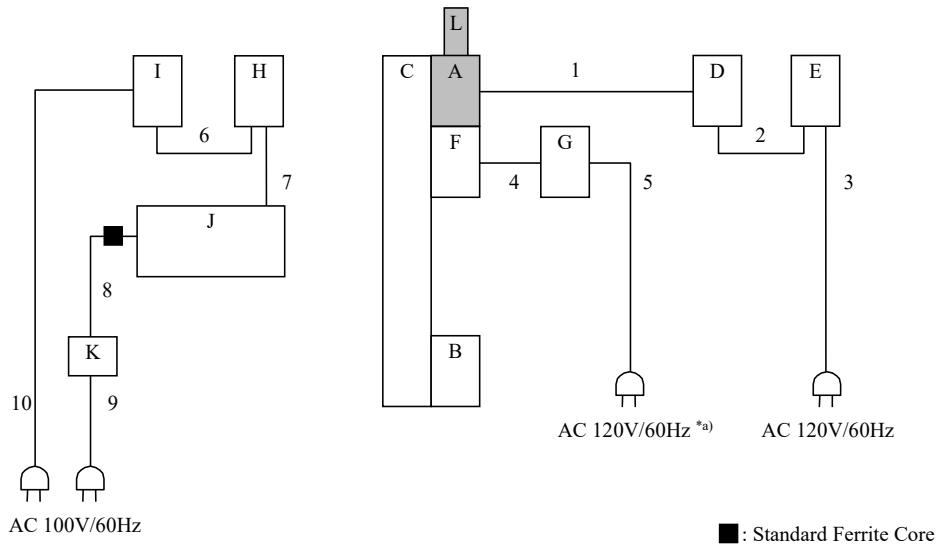 L
I
H
C
A
1
D
E
6
2
F
G
7
4
5
3
J
8
K
B
10
9
AC 120V/60Hz *a)
AC 120V/60Hz
AC 100V/60Hz
: Standard Ferrite Core